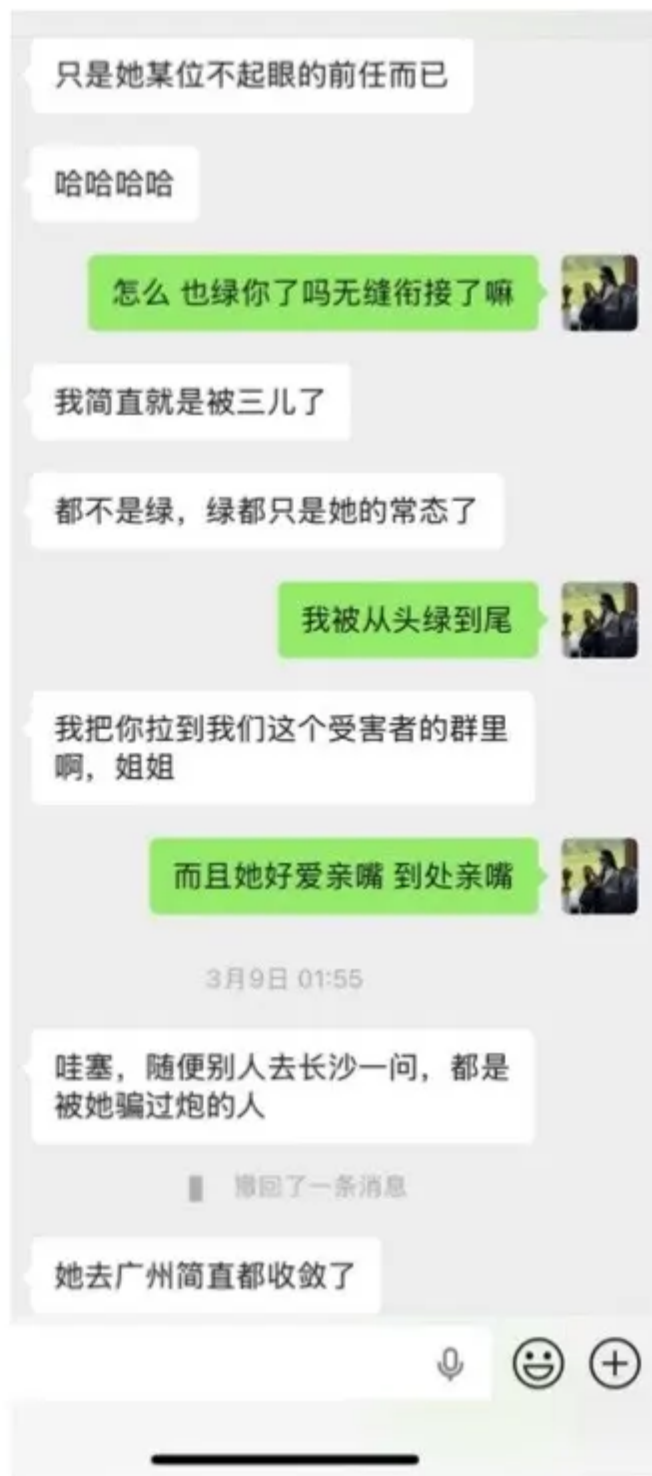 只是她某位不起眼的前任而已
哈哈哈哈
怎么 也绿你了吗无缝衔接了嘛
我简直就是被三儿了
都不是绿，绿都只是她的常态了
我被从头绿到尾
我把你拉到我们这个受害者的群里
啊，姐姐
而且她好爱亲嘴 到处亲嘴
3月9日 01:55
哇塞，随便别人去长沙一问，都是
被她骗过炮的人
撤回了一条消息
她去广州简直都收敛了